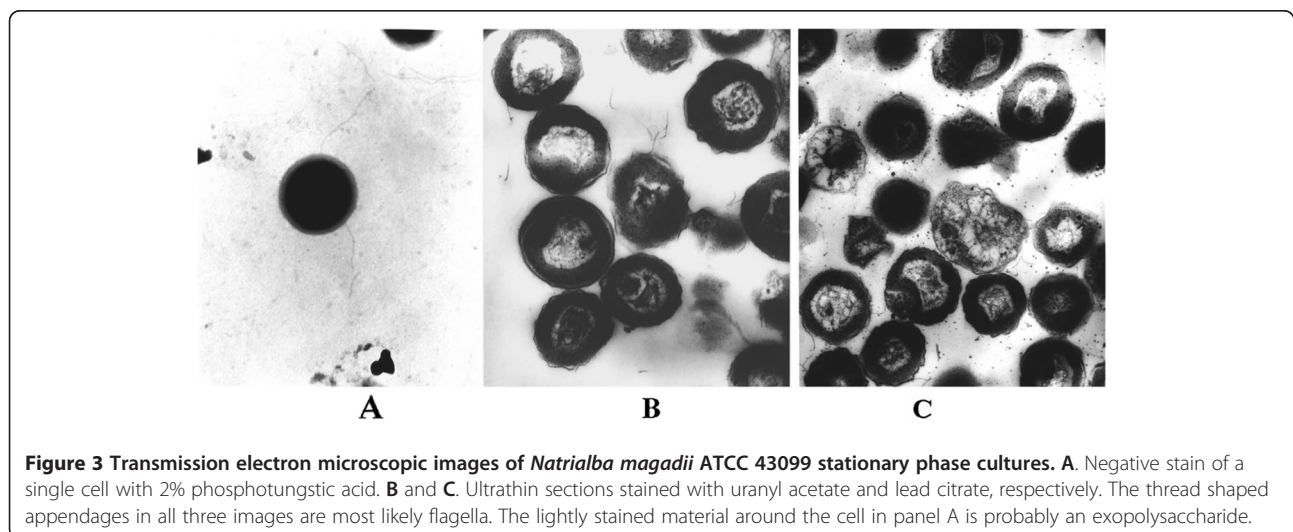 A
B
C
Figure 3 Transmission electron microscopic images of Natrialba magadii ATCC 43099 stationary phase cultures. A. Negative stain of a
single cell with 2% phosphotungstic acid. B and C. Ultrathin sections stained with uranyl acetate and lead citrate, respectively. The thread shaped
appendages in all three images are most likely flagella. The lightly stained material around the cell in panel A is probably an exopolysaccharide.